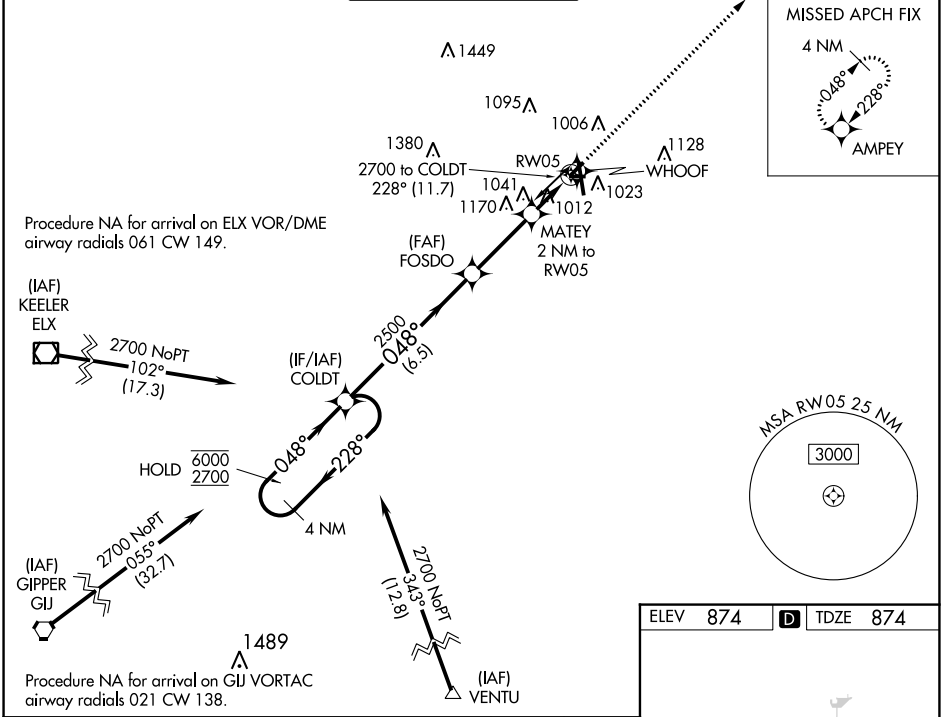 MISSED APCH FIX
4 NM
048°
228°
AMPEY
1449
1095
1006
1380
2700 to COLDT
228° (11.7)
RW05
1128
WHOOF
1041
1023
1170
1012
MATEY
2 NM to
RW05
Procedure NA for arrival on ELX VOR/DME
airway radials 061 CW 149.
(FAF)
FOSDO
(IAF)
KEELER
ELX
2700 NoPT
102°
(17.3)
2500
048°
(6.5)
(IF/IAF)
COLDT
MSA RW05 25 NM
3000
HOLD
6000
2700
048°
228°
4 NM
2700 NoPT
055°
(32.7)
(IAF)
GIPPER
GIJ
2700 NoPT
343°
(12.8)
1489
(IAF)
VENTU
Procedure NA for arrival on GIJ VORTAC
airway radials 021 CW 138.
ELEV 874 D TDZE 874